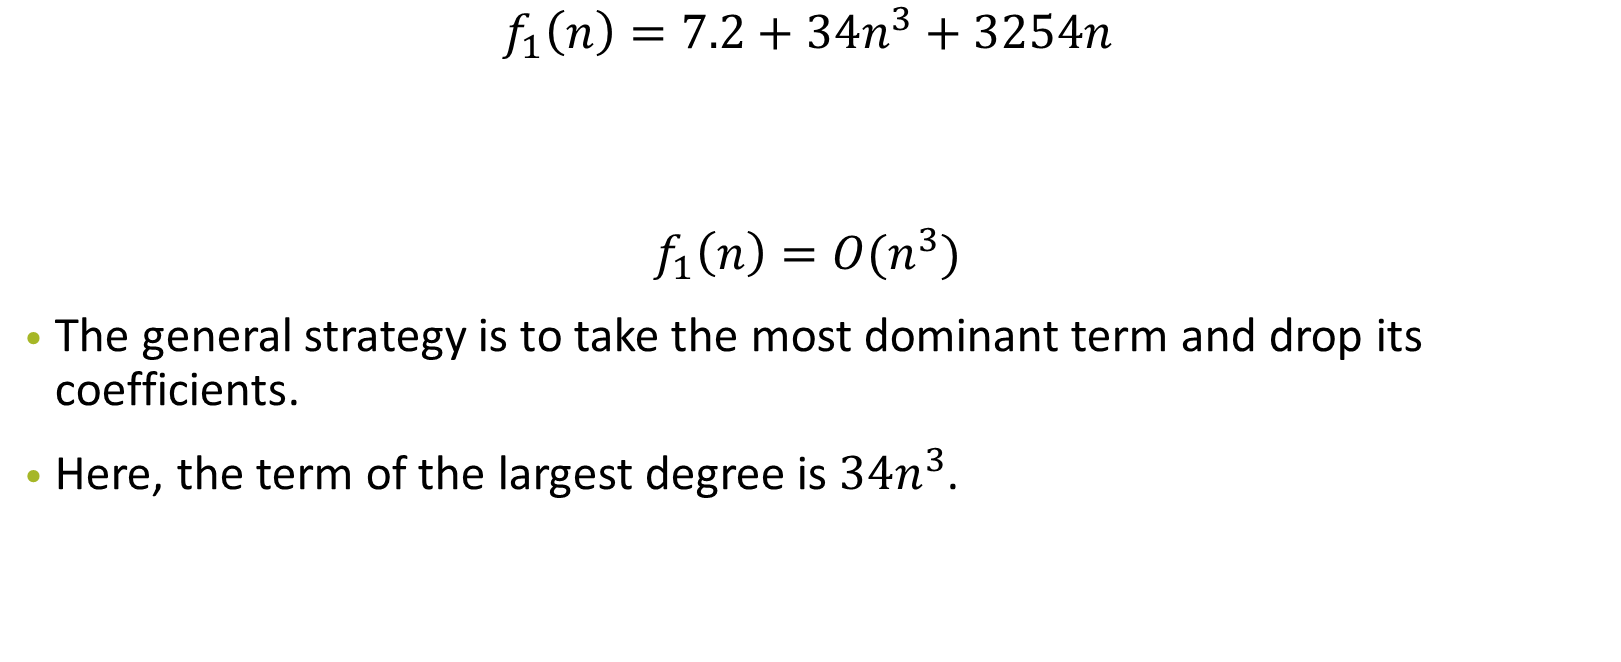 f₁(n) = 7.2 + 34n³ + 3254n
f₁(n) = O(n³)
• The general strategy is to take the most dominant term and drop its
coefficients.
• Here, the term of the largest degree is 34n³.